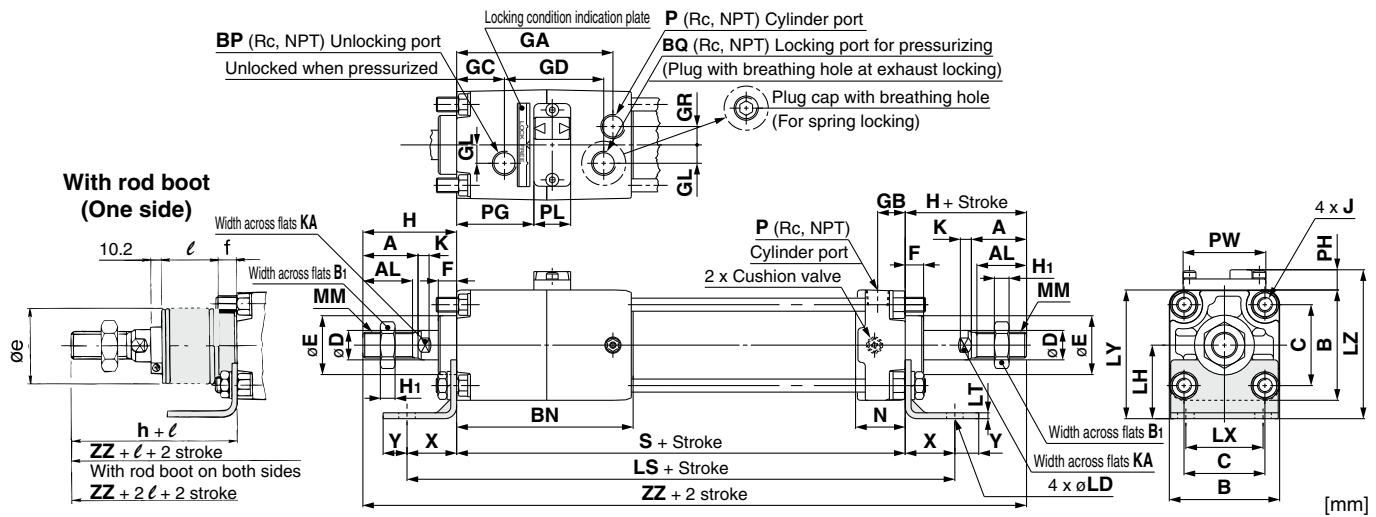 Locking condition indication plate
P (Rc, NPT) Cylinder port
BP (Rc, NPT) Unlocking port
GA
BQ (Rc, NPT) Locking port for pressurizing
Unlocked when pressurized
GC
GD
(Plug with breathing hole at exhaust locking)
GR
Plug cap with breathing hole
(For spring locking)
GL
GL
With rod boot
(One side)
PG
PL
Width across flats KA
H
GB
H + Stroke
4 x J
P (Rc, NPT)
K
A
PW
PH
10.2
ℓ
f
A
K
Cylinder port
F
AL
Width across flats B1
AL
F
2 x Cushion valve
H1
MM
MM
øe
øE
øD
øD
øE
LY
LH
C
B
LZ
H1
LT
BN
N
h + ℓ
Y
X
S + Stroke
X
Y
Width across flats B1
LX
ZZ + ℓ + 2 stroke
LS + Stroke
Width across flats KA
C
With rod boot on both sides
ZZ + 2 stroke
4 x øLD
B
ZZ + 2 ℓ + 2 stroke
[mm]